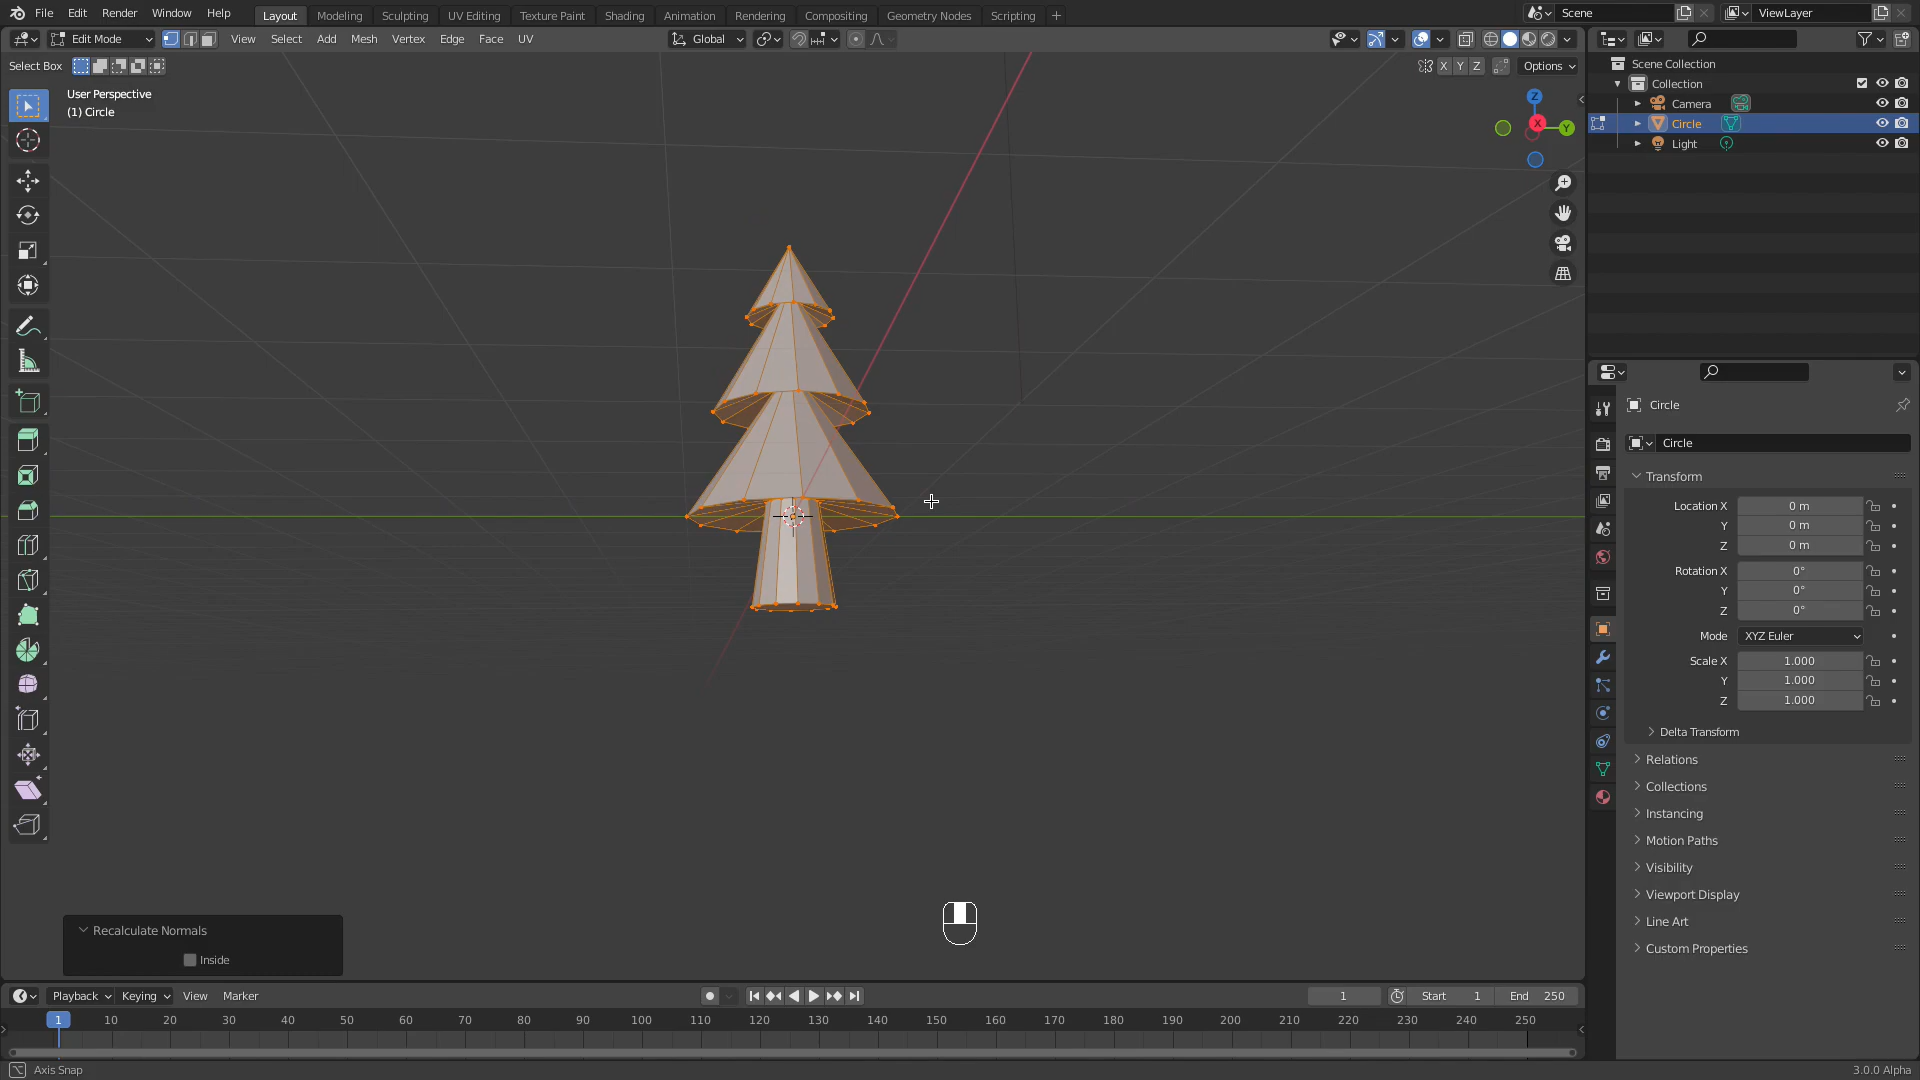 File Edit Render Window Help Layout Modeling Sculpting UV Editing Texture Paint Shading Animation Rendering Compositing Geometry Nodes Scripting + Scene ViewLayer
Edit Mode View Select Add Mesh Vertex Edge Face UV Global
Select Box X Y Z Options
User Perspective
(1) Circle
Z
X
Y
Scene Collection
Collection
Camera
Circle
Light
Circle
Circle
Transform
Location X 0 m
Y 0 m
Z 0 m
Rotation X 0°
Y 0°
Z 0°
Mode XYZ Euler
Scale X 1.000
Y 1.000
Z 1.000
Delta Transform
Relations
Collections
Instancing
Motion Paths
Visibility
Viewport Display
Line Art
Custom Properties
Recalculate Normals
Inside
Playback Keying View Marker 1 Start 1 End 250
1 10 20 30 40 50 60 70 80 90 100 110 120 130 140 150 160 170 180 190 200 210 220 230 240 250
Axis Snap 3.0.0 Alpha